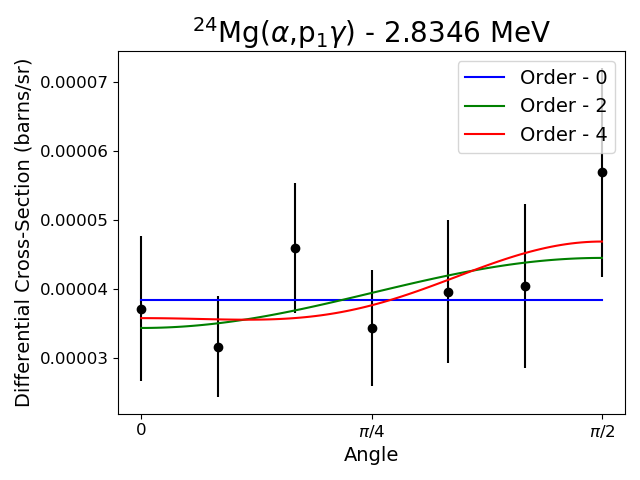 ²⁴Mg(α,p₁γ) - 2.8346 MeV
Differential Cross-Section (barns/sr)
0.00007
0.00006
0.00005
0.00004
0.00003
Order - 0
Order - 2
Order - 4
0
π/4
π/2
Angle